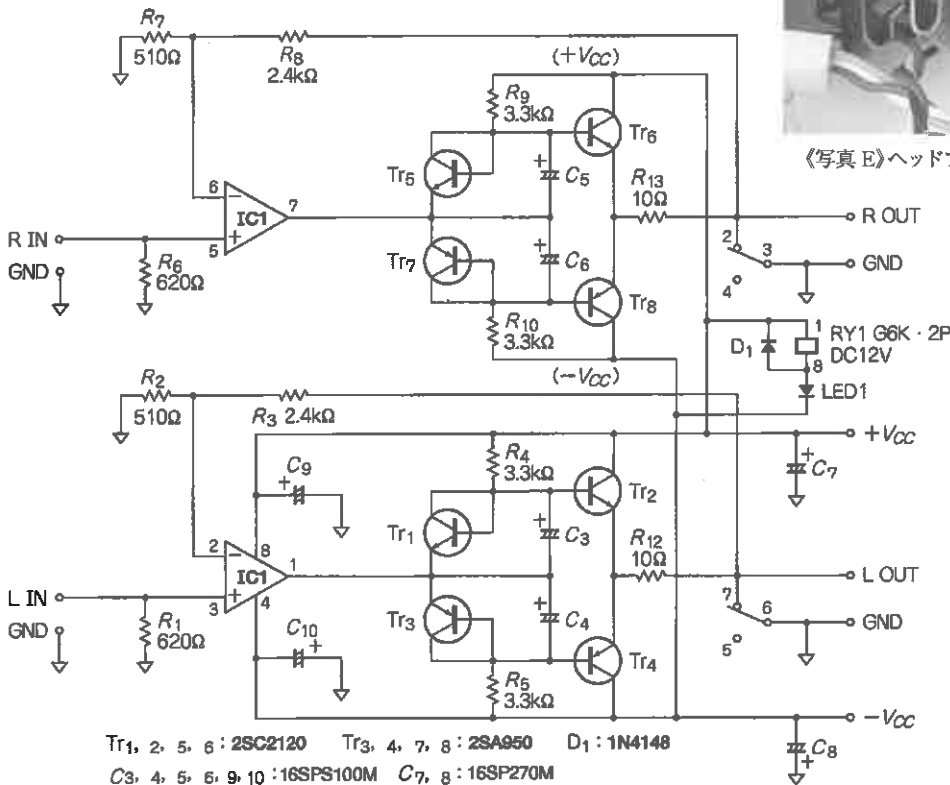 R7
510Ω
R8
2.4kΩ
(+VCC)
R9
3.3kΩ
Tr6
《写真 E》ヘッド
Tr5
C5
R13
10Ω
6
7
IC1
5
R IN
GND
R6
620Ω
R OUT
2
3
GND
4
Tr7
C6
Tr8
R10
3.3kΩ
(−VCC)
D1
1
8
RY1 G6K・2P
DC12V
LED1
R2
510Ω
R3 2.4kΩ
+VCC
C7
C9
R4
3.3kΩ
Tr2
Tr1
C3
R12
10Ω
2
8
1
IC1
3
4
L IN
GND
R1
620Ω
L OUT
7
6
GND
5
C10
Tr3
C4
Tr4
R5
3.3kΩ
−VCC
C8
Tr1, 2, 5, 6 : 2SC2120 Tr3, 4, 7, 8 : 2SA950 D1 : 1N4148
C3, 4, 5, 6, 9, 10 : 16SPS100M C7, 8 : 16SP270M